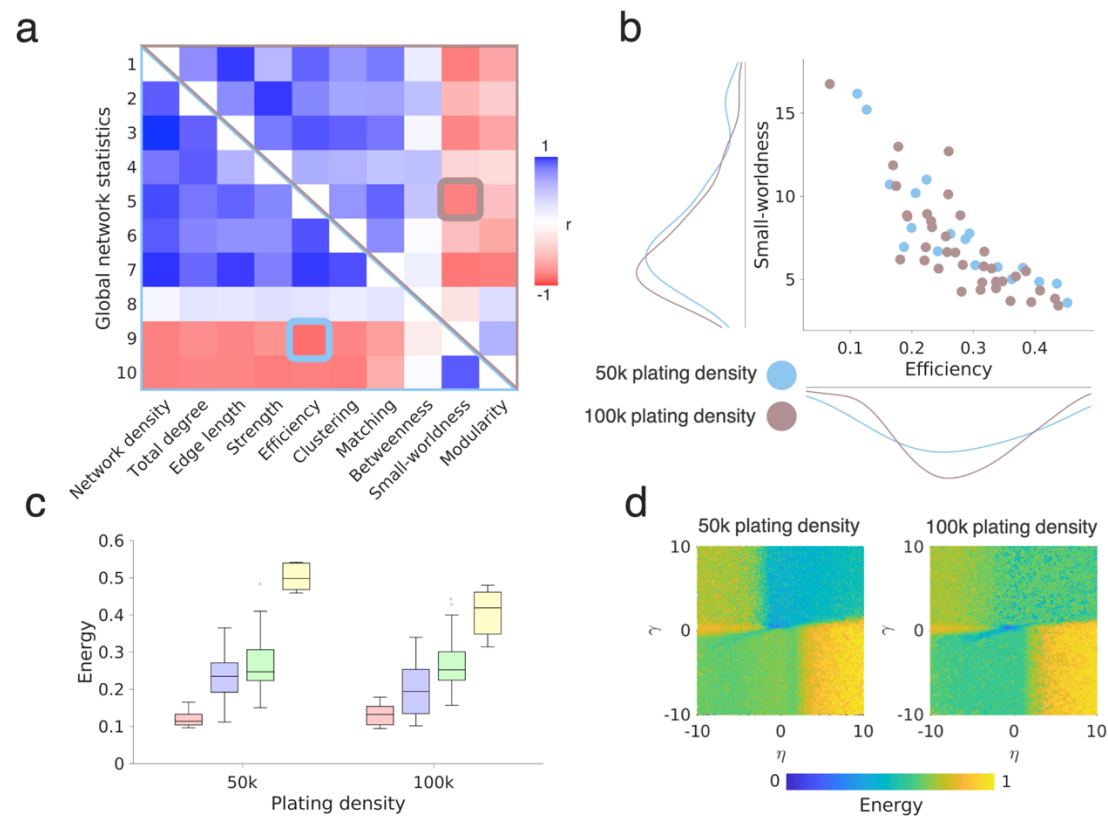 a
Global network statistics
1
2
3
4
5
6
7
8
9
10
Network density
Total degree
Edge length
Strength
Efficiency
Clustering
Matching
Betweenness
Small-worldness
Modularity
1
r
-1
b
Small-worldness
15
10
5
0.1
0.2
0.3
0.4
Efficiency
50k plating density
100k plating density
c
Energy
0.6
0.5
0.4
0.3
0.2
0.1
0
50k
100k
Plating density
d
50k plating density
100k plating density
10
γ
0
-10
-10
0
10
η
10
γ
0
-10
-10
0
10
η
0
1
Energy